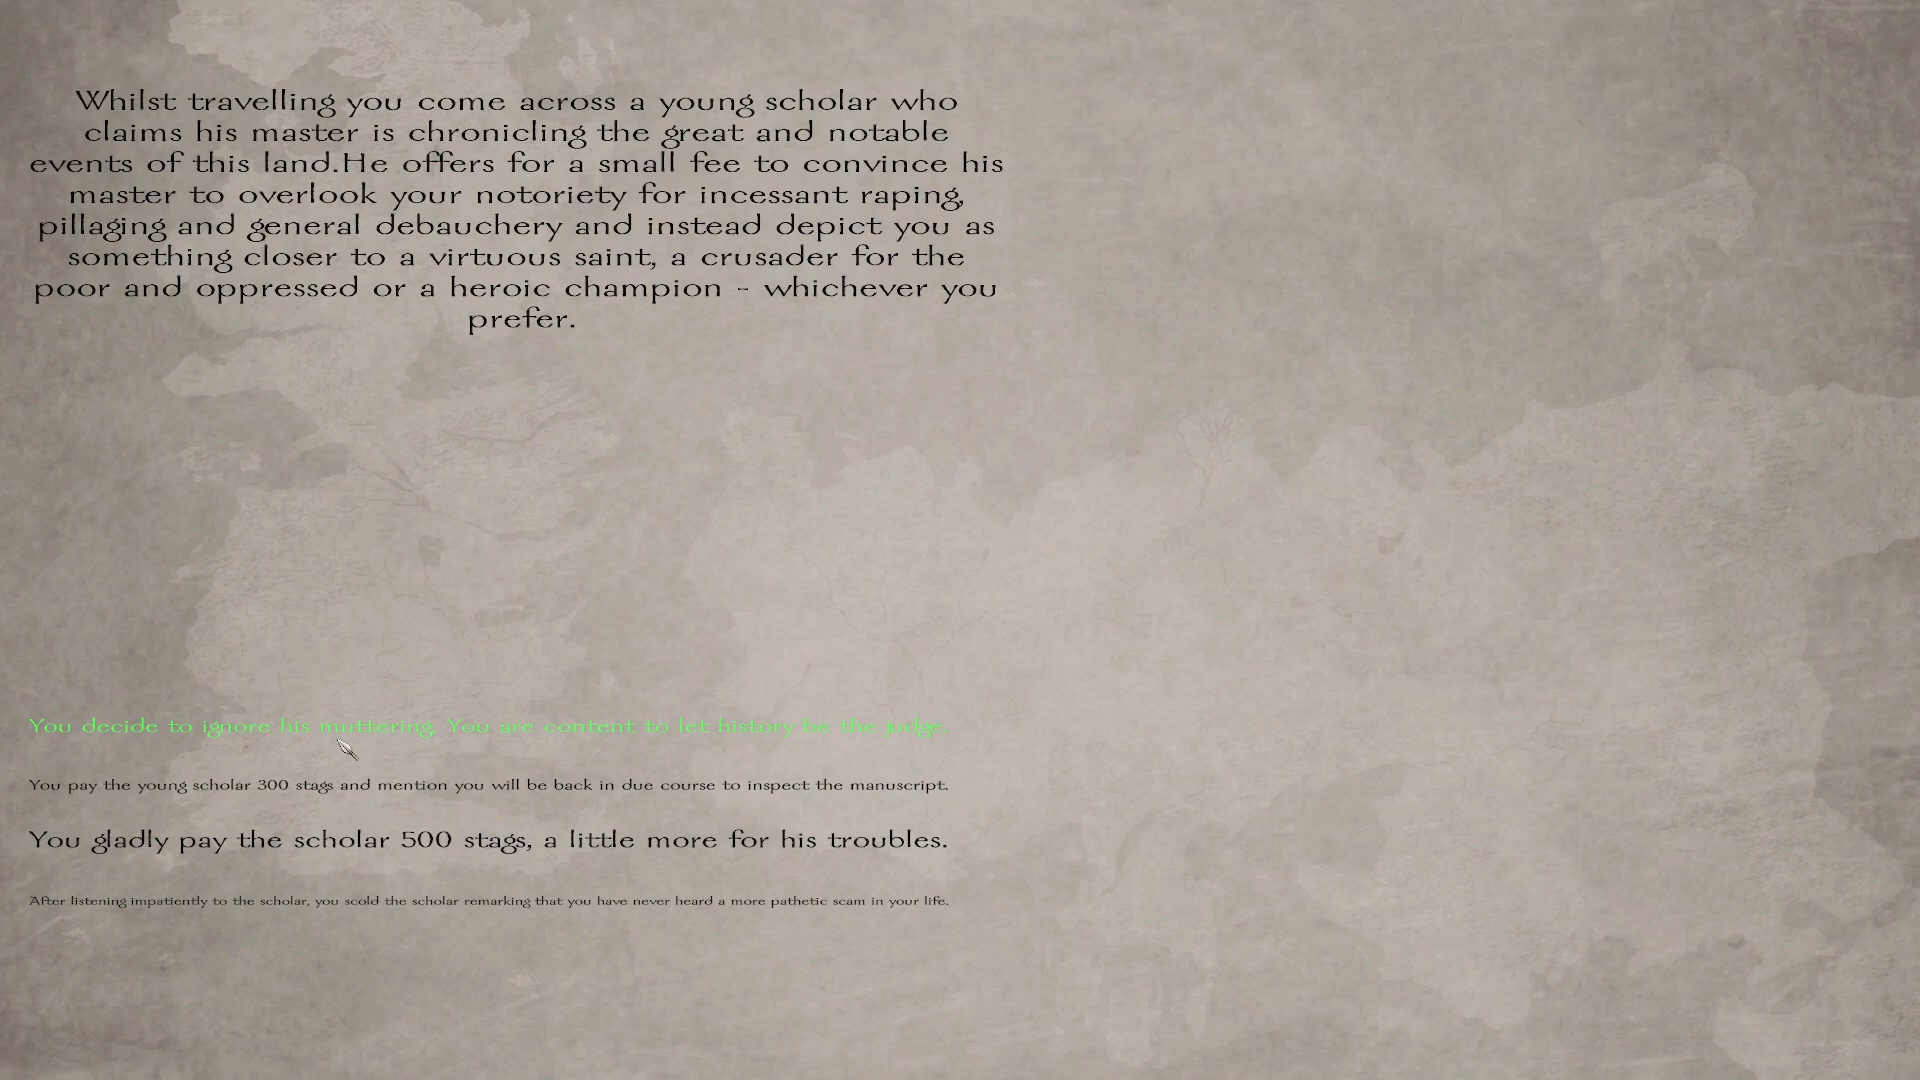 Whilst travelling you come across a young scholar who
claims his master is chronicling the great and notable
events of this land.He offers for a small fee to convince his
master to overlook your notoriety for incessant raping,
pillaging and general debauchery and instead depict you as
something closer to a virtuous saint, a crusader for the
poor and oppressed or a heroic champion - whichever you
prefer.
You decide to ignore his muttering. You are content to let history be the judge.
You pay the young scholar 300 stags and mention you will be back in due course to inspect the manuscript.
You gladly pay the scholar 500 stags, a little more for his troubles.
After listening impatiently to the scholar, you scold the scholar remarking that you have never heard a more pathetic scam in your life.